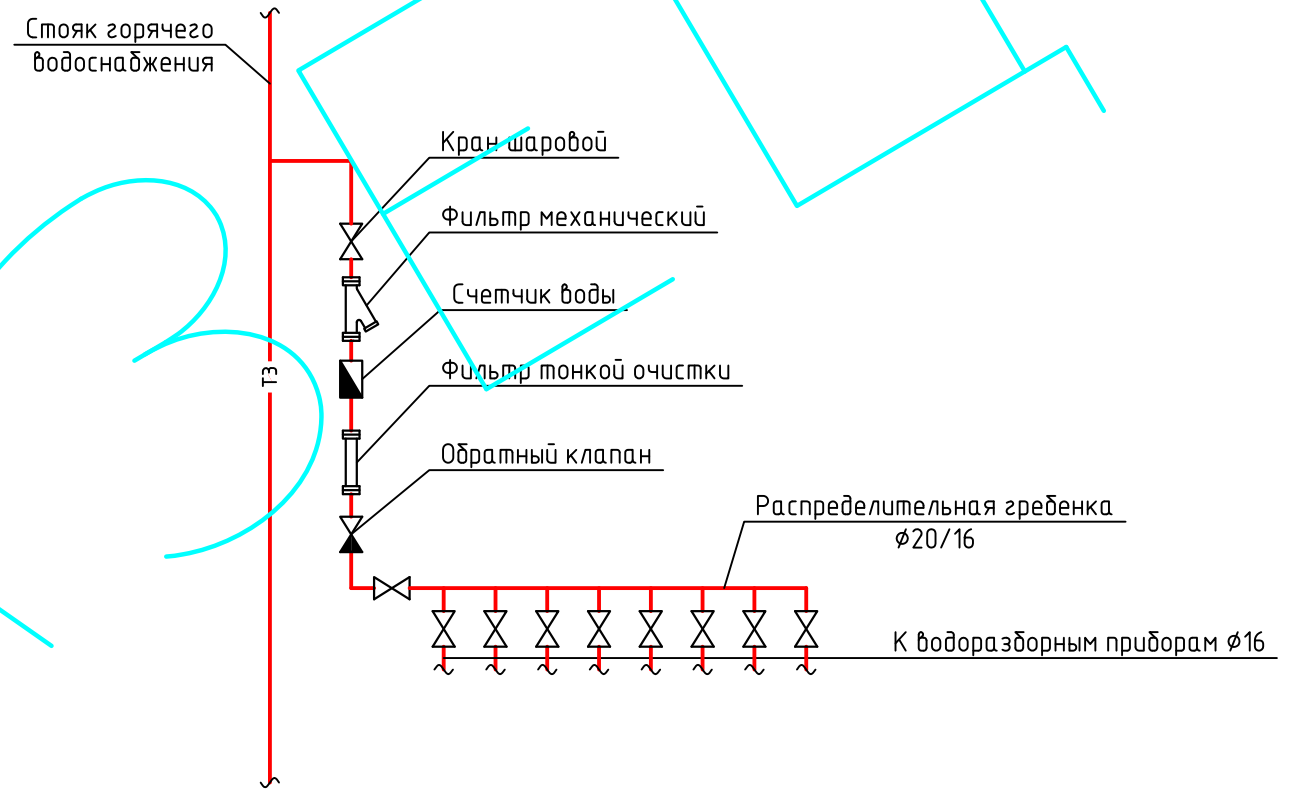 Стояк горячего
водоснабжения
Кран шаровой
Фильтр механический
Счетчик воды
Т3
Фильтр тонкой очистки
Обратный клапан
Распределительная гребенка
Ø20/16
К водоразборным приборам Ø16